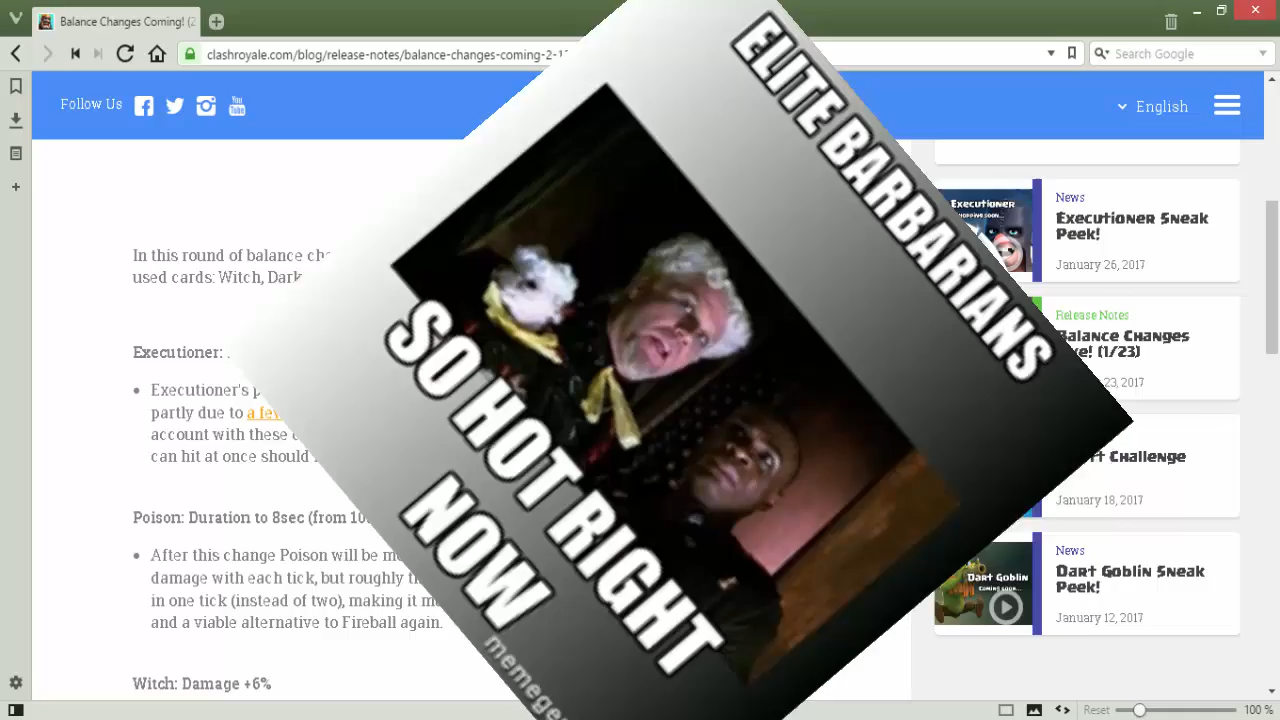 Balance Changes Coming! (2
clashroyale.com/blog/release-notes/balance-changes-coming-2-1
Search Google
Follow Us
You
Tube
English
In this round of balance
used cards: Witch, Dark
Executioner:
Executioner's
partly due to a few
account with these
can hit at once should
Poison: Duration to 8sec (from
After this change Poison will be
damage with each tick, but roughly
in one tick (instead of two), making it
and a viable alternative to Fireball again.
Witch: Damage +6%
ELITE BARBARIANS
SO HOT RIGHT
NOW
Executioner
News
Executioner Sneak
Peek!
January 26, 2017
Release Notes
Balance Changes
(1/23)
23, 2017
Challenge
January 18, 2017
Dart Goblin
Coming Soon...
News
Dart Goblin Sneak
Peek!
January 12, 2017
Reset
100 %